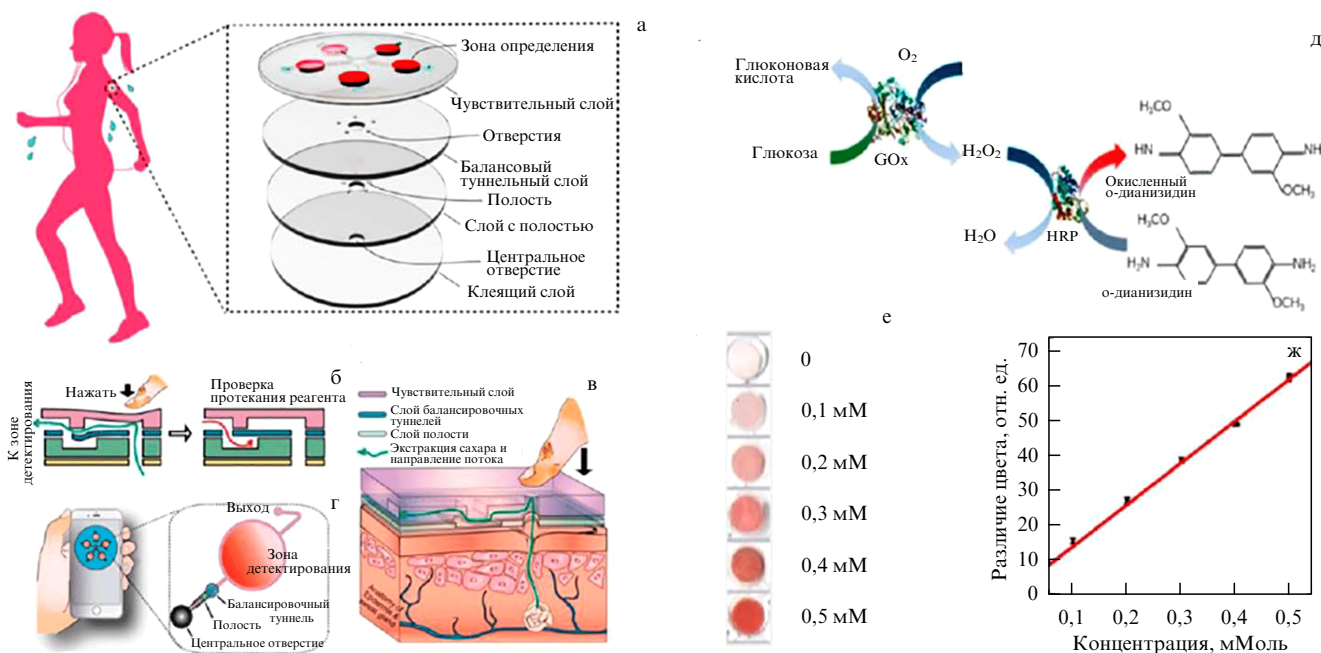 а
Зона определения
Чувствительный слой
Отверстия
Балансовый
туннельный слой
Полость
Слой с полостью
Центральное
отверстие
Клеящий слой
д
Глюконовая
кислота
O₂
Глюкоза
GOx
H₂O₂
H₂O
HRP
H₃CO
HN
NH
OCH₃
Окисленный
о-дианизидин
H₃CO
H₂N
NH₂
OCH₃
о-дианизидин
б
К зоне
детектирования
Нажать
Проверка
протекания реагента
в
Чувствительный слой
Слой балансировочных
туннелей
Слой полости
Экстракция сахара и
направление потока
г
Выход
Зона
детектирования
Балансировочный
туннель
Полость
Центральное отверстие
е
0
0,1 мМ
0,2 мМ
0,3 мМ
0,4 мМ
0,5 мМ
ж
Различие цвета, отн. ед.
70
60
50
40
30
20
10
0,1 0,2 0,3 0,4 0,5
Концентрация, мМоль